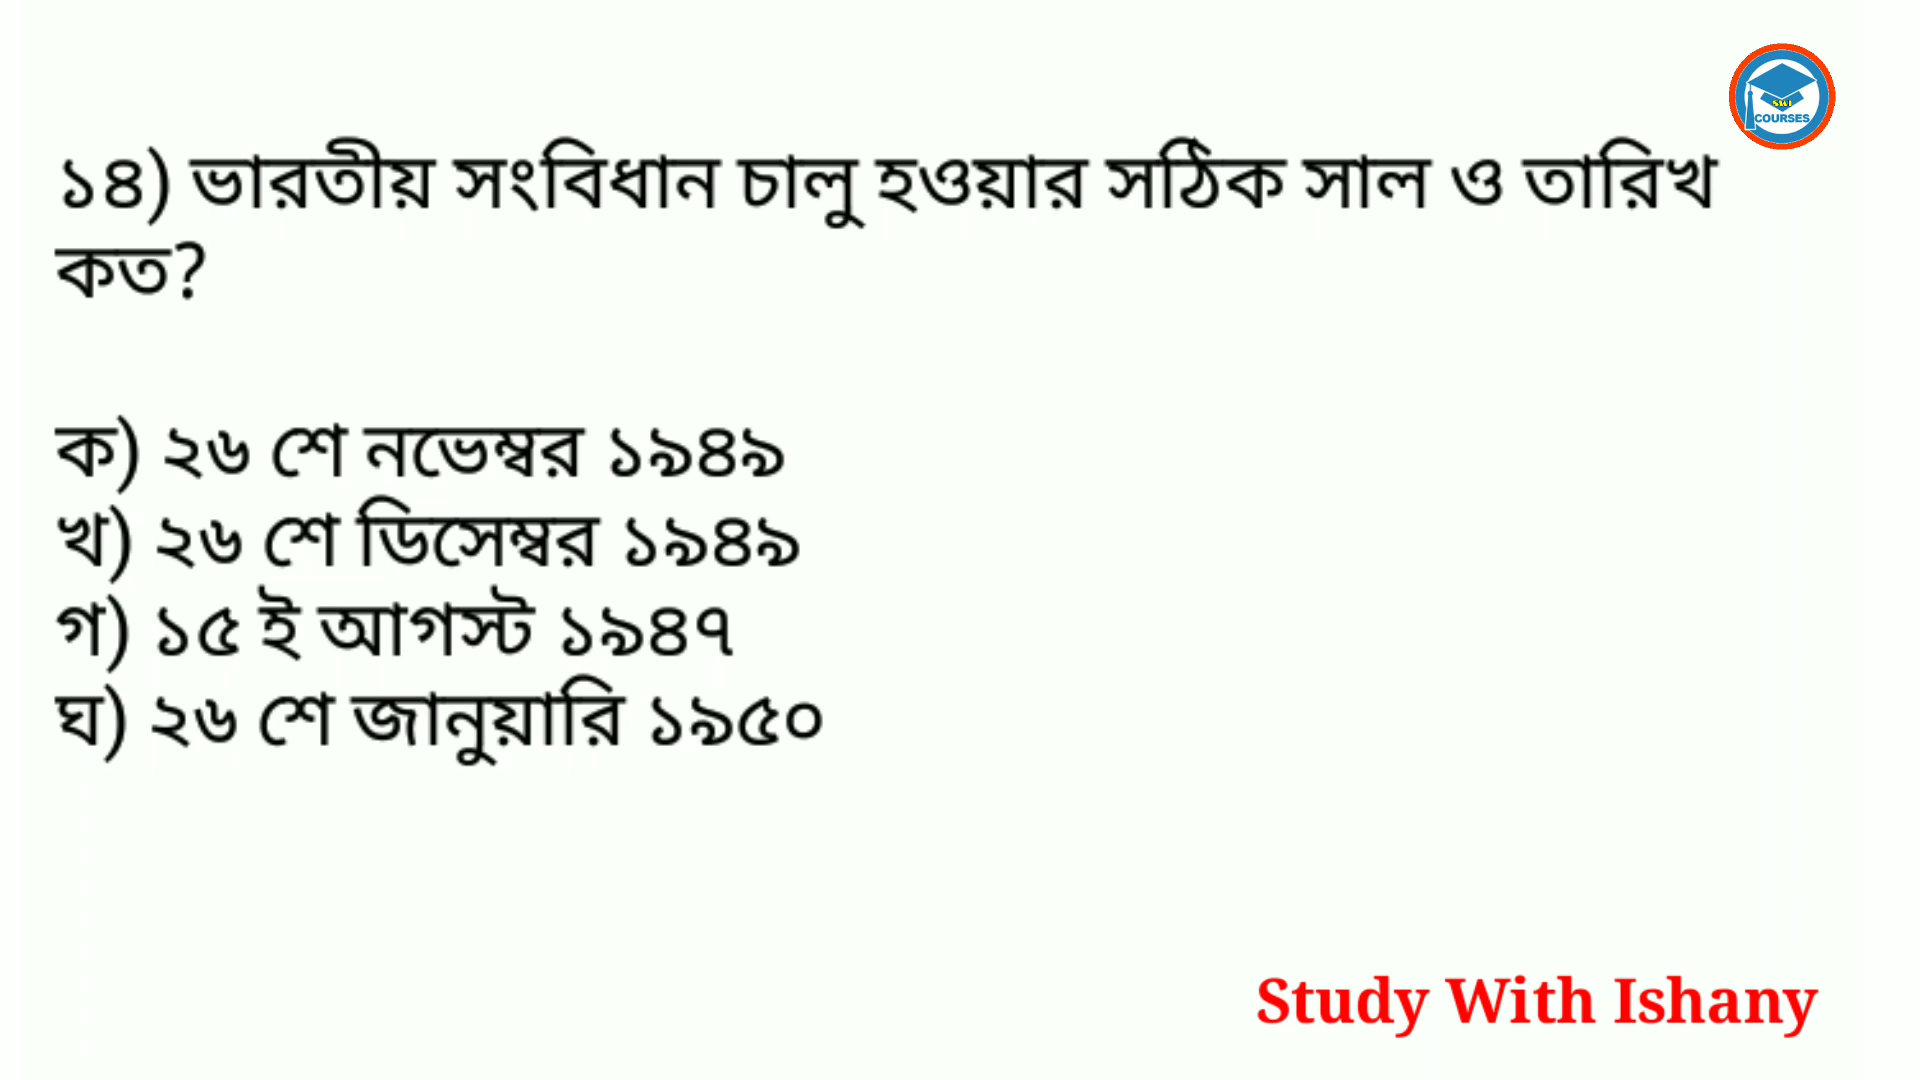 SWI
COURSES
১৪) ভারতীয় সংবিধান চালু হওয়ার সঠিক সাল ও তারিখ
কত?
ক) ২৬ শে নভেম্বর ১৯৪৯
খ) ২৬ শে ডিসেম্বর ১৯৪৯
গ) ১৫ ই আগস্ট ১৯৪৭
ঘ) ২৬ শে জানুয়ারি ১৯৫০
Study With Ishany